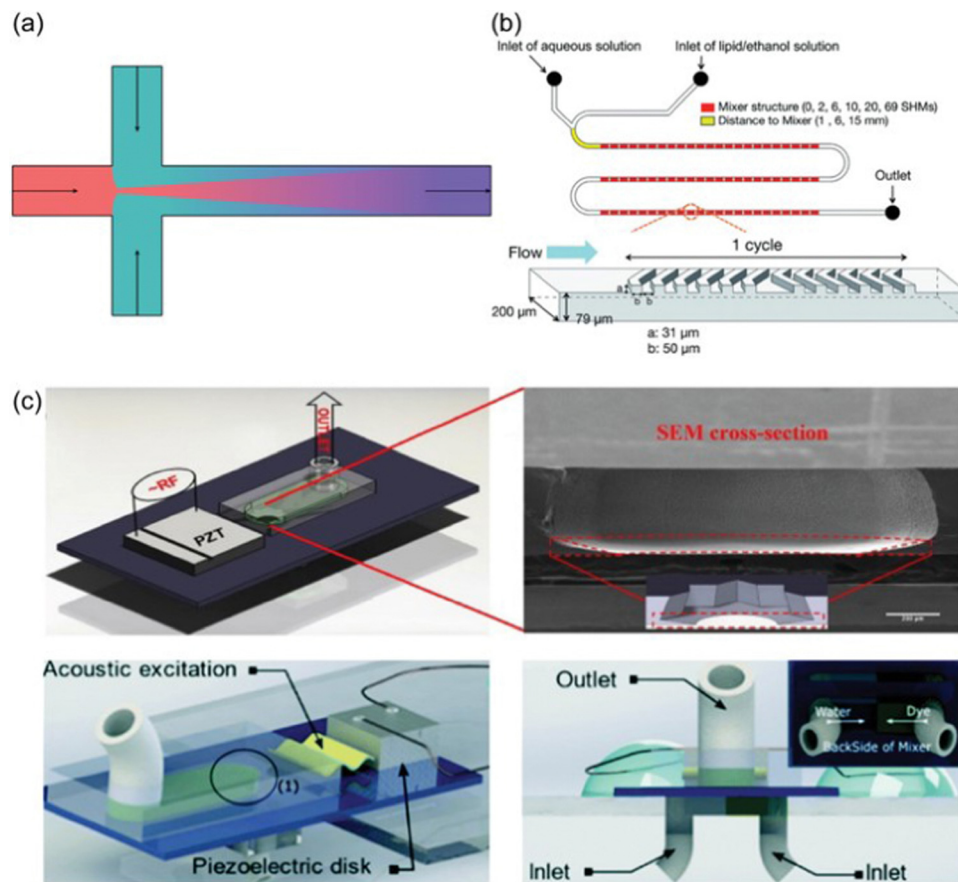 (a)
(b)
Inlet of aqueous solution
Inlet of lipid/ethanol solution
Mixer structure (0, 2, 6, 10, 20, 69 SHMs)
Distance to Mixer (1 , 6, 15 mm)
Outlet
1 cycle
Flow
a
b b
200 µm
79 µm
a: 31 µm
b: 50 µm
(c)
OUTLET
~RF
PZT
SEM cross-section
200 µm
Acoustic excitation
(1)
Piezoelectric disk
Outlet
Water
Dye
BackSide of Mixer
Inlet
Inlet